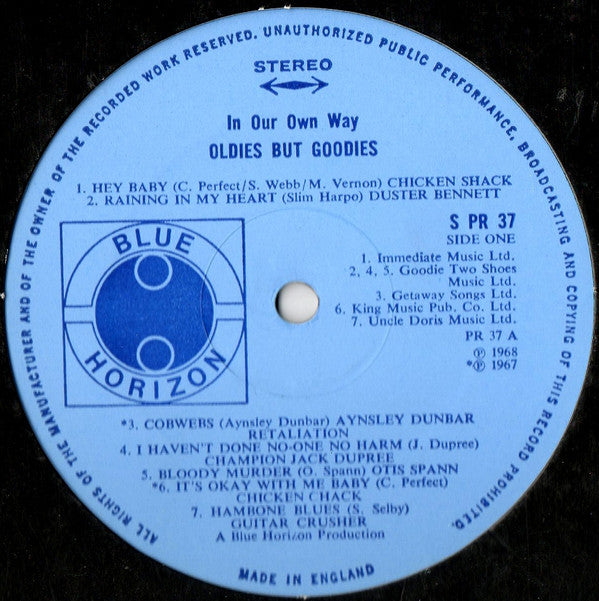 ALL RIGHTS OF THE MANUFACTURER AND OF THE OWNER OF THE RECORDED WORK RESERVED. UNAUTHORIZED PUBLIC PERFORMANCE, BROADCASTING AND COPYING OF THIS RECORD PROHIBITED.
STEREO
In Our Own Way
OLDIES BUT GOODIES
1. HEY BABY (C. Perfect/S. Webb/M. Vernon) CHICKEN SHACK
2. RAINING IN MY HEART (Slim Harpo) DUSTER BENNETT
BLUE
HORIZON
S PR 37
SIDE ONE
1. Immediate Music Ltd.
2, 4, 5. Goodie Two Shoes
Music Ltd.
3. Getaway Songs Ltd.
6. King Music Pub. Co. Ltd.
7. Uncle Doris Music Ltd.
PR 37 A
℗ 1968
*℗ 1967
*3. COBWEBS (Aynsley Dunbar) AYNSLEY DUNBAR
RETALIATION
4. I HAVEN'T DONE NO-ONE NO HARM (J. Dupree)
CHAMPION JACK DUPREE
5. BLOODY MURDER (O. Spann) OTIS SPANN
*6. IT'S OKAY WITH ME BABY (C. Perfect)
CHICKEN CHACK
7. HAMBONE BLUES (S. Selby)
GUITAR CRUSHER
A Blue Horizon Production
MADE IN ENGLAND